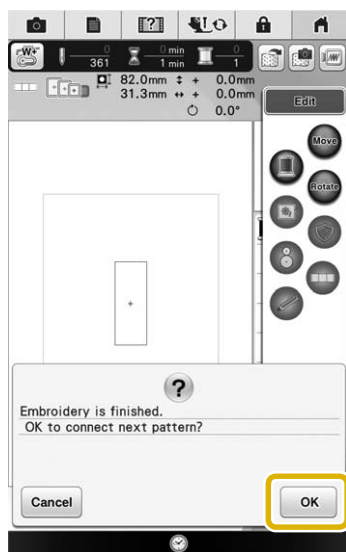 ?
W+
0 0 min 0
361 1 min 1
82.0mm + 0.0mm
31.3mm + 0.0mm
0.0°
Edit
Move
Rotate
?
Embroidery is finished.
OK to connect next pattern?
Cancel OK